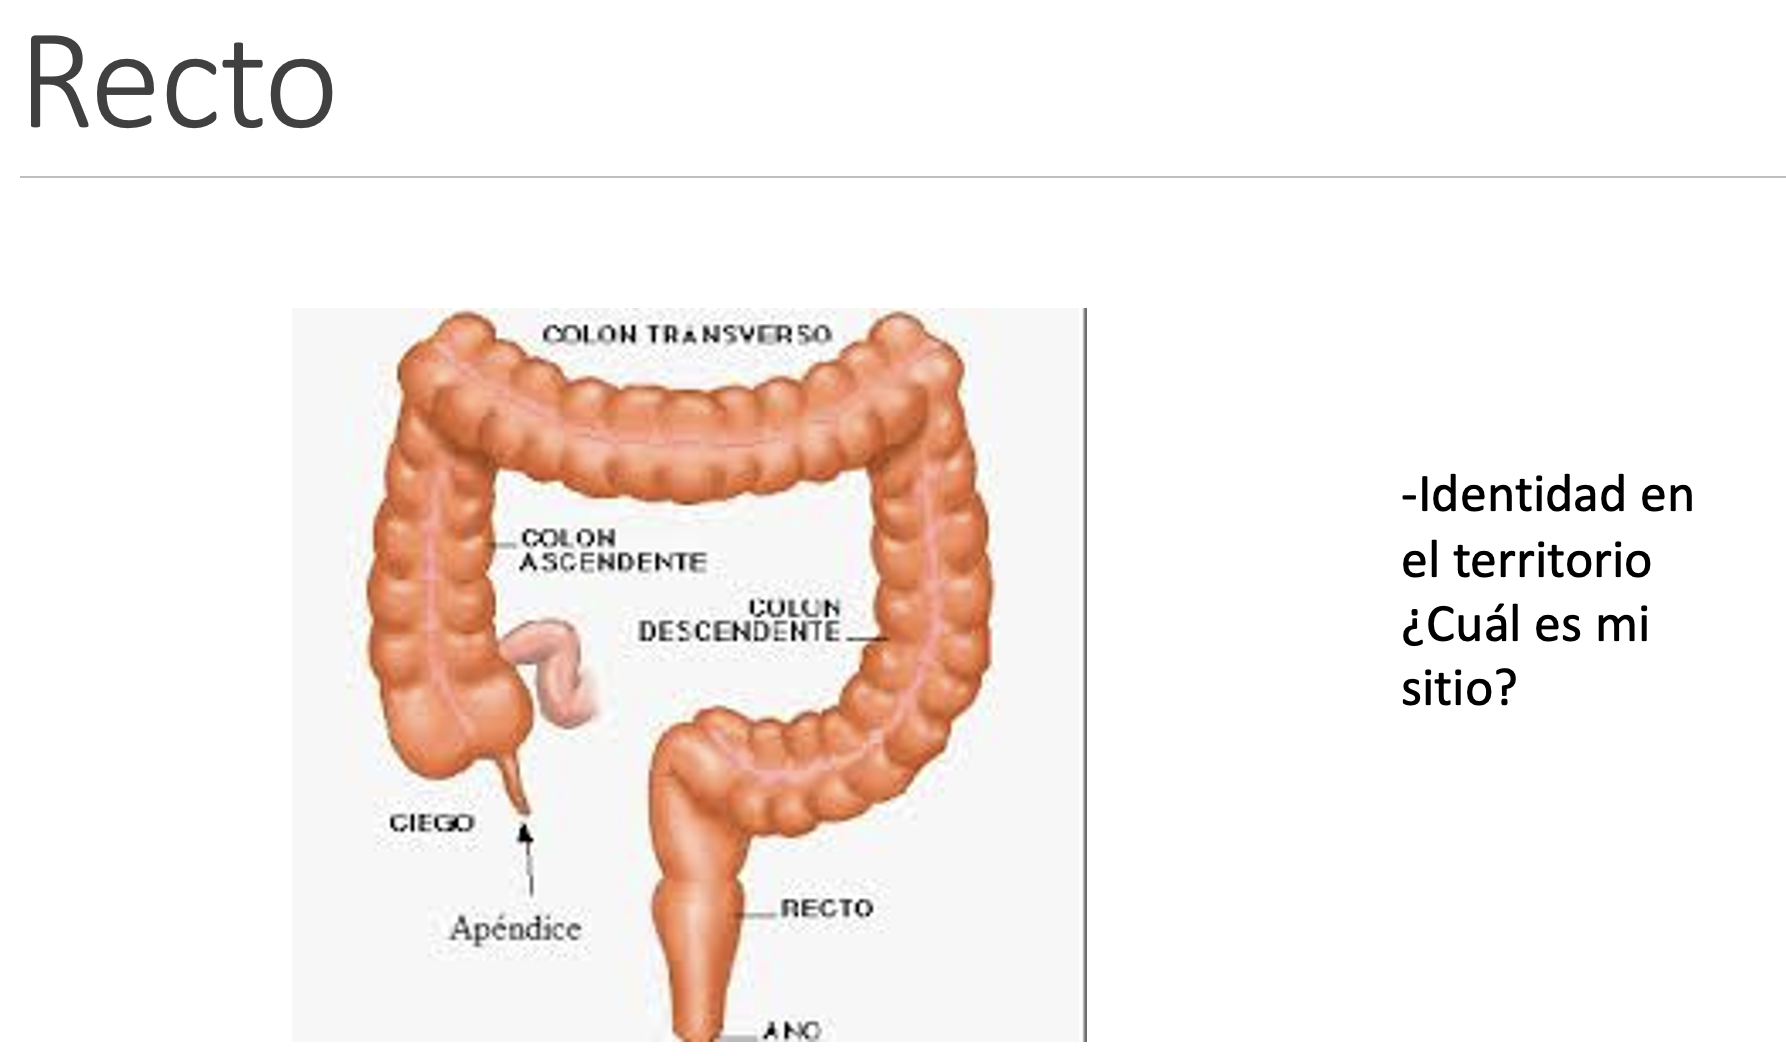 Recto
COLON TRANSVERSO
-Identidad en
el territorio
¿Cuál es mi
sitio?
COLON
ASCENDENTE
COLON
DESCENDENTE
CIEGO
Apéndice
RECTO
ANO